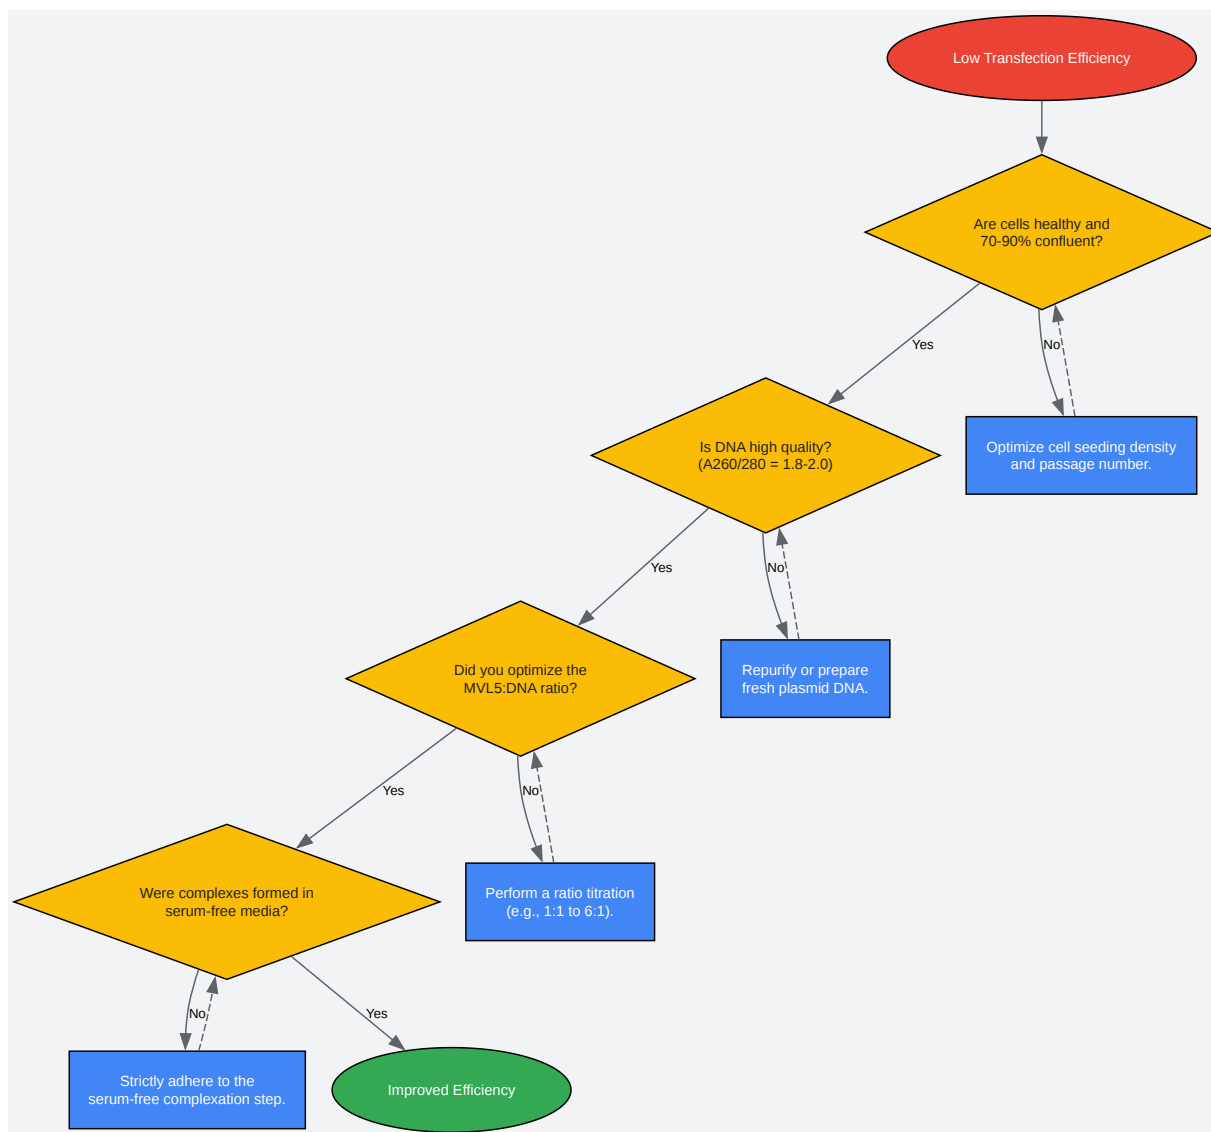 Low Transfection Efficiency
Are cells healthy and
70-90% confluent?
Yes
No
Is DNA high quality?
(A260/280 = 1.8-2.0)
Optimize cell seeding density
and passage number.
Yes
No
Did you optimize the
MVL5:DNA ratio?
Repurify or prepare
fresh plasmid DNA.
Yes
No
Were complexes formed in
serum-free media?
Perform a ratio titration
(e.g., 1:1 to 6:1).
No
Yes
Strictly adhere to the
serum-free complexation step.
Improved Efficiency